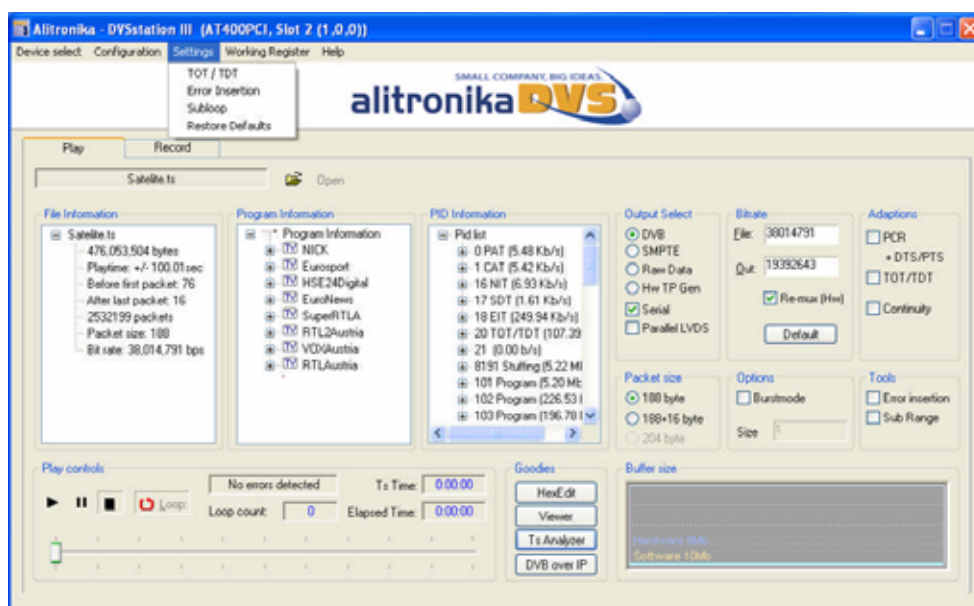 Alitronika - DVSstation III (AT400PCI, Slot 2 (1,0,0))
Device select Configuration Settings Working Register Help
TOT / TDT
Error Insertion
Subloop
Restore Defaults
SMALL COMPANY, BIG IDEAS.
alitronika DVS
Play Record
Satelite.ts Open
File Information
Satelite.ts
476,053,504 bytes
Playtime: +/- 100.01sec
Before first packet: 76
After last packet: 16
2532199 packets
Packet size: 188
Bit rate: 38,014,791 bps
Program Information
Program Information
NICK
Eurosport
HSE24Digital
EuroNews
SuperRTLA
RTL2Austria
VOXAustria
RTLAustria
PID Information
Pid list
0 PAT (5.48 Kb/s)
1 CAT (5.42 Kb/s)
16 NIT (6.93 Kb/s)
17 SDT (1.61 Kb/s)
18 EIT (249.94 Kb/s)
20 TOT/TDT (107.39
21 (0.00 b/s)
8191 Stuffing (5.22 M
101 Program (5.20 Mb
102 Program (226.53
103 Program (196.78
Output Select
DVB
SMPTE
Raw Data
Hw TP Gen
Serial
Parallel LVDS
Bitrate
File: 38014791
Out: 19392643
Re-mux (Hw)
Default
Adaptions
PCR
+ DTS/PTS
TOT/TDT
Continuity
Packet size
188 byte
188+16 byte
204 byte
Options
Burstmode
Size
Tools
Error insertion
Sub Range
Play controls
Loop:
No errors detected
Loop count: 0
Ts Time: 0:00:00
Elapsed Time: 0:00:00
Goodies
HexEdit
Viewer
Ts Analyzer
DVB over IP
Buffer size
Hardware 8Mb
Software 10Mb